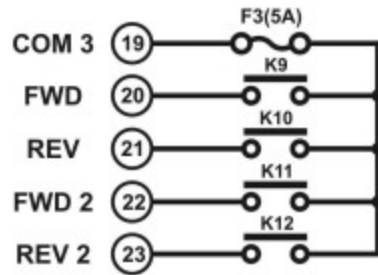 F3(5A)
COM 3 19
K9
FWD 20
K10
REV 21
K11
FWD 2 22
K12
REV 2 23